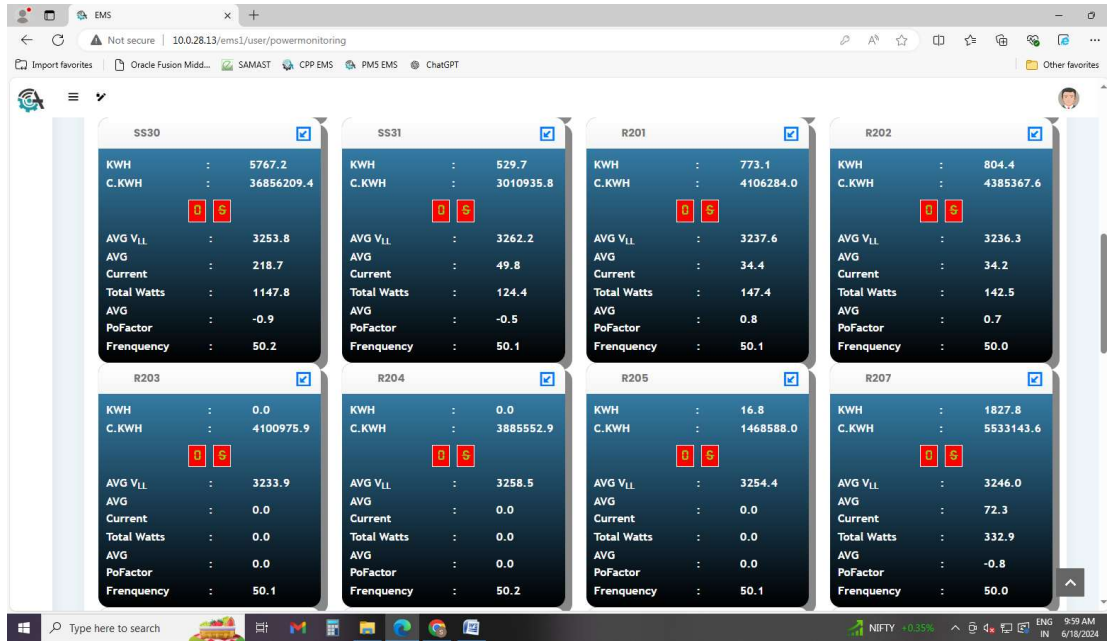 EMS
Not secure 10.0.28.13/ems1/user/powermonitoring
Import favorites Oracle Fusion Midd... SAMAST CPP EMS PM5 EMS ChatGPT Other favorites
SS30 SS31 R201 R202
KWH : 5767.2 KWH : 529.7 KWH : 773.1 KWH : 804.4
C.KWH : 36856209.4 C.KWH : 3010935.8 C.KWH : 4106284.0 C.KWH : 4385367.6
AVG VLL : 3253.8 AVG VLL : 3262.2 AVG VLL : 3237.6 AVG VLL : 3236.3
AVG Current : 218.7 AVG Current : 49.8 AVG Current : 34.4 AVG Current : 34.2
Total Watts : 1147.8 Total Watts : 124.4 Total Watts : 147.4 Total Watts : 142.5
AVG PoFactor : -0.9 AVG PoFactor : -0.5 AVG PoFactor : 0.8 AVG PoFactor : 0.7
Frenquency : 50.2 Frenquency : 50.1 Frenquency : 50.1 Frenquency : 50.0
R203 R204 R205 R207
KWH : 0.0 KWH : 0.0 KWH : 16.8 KWH : 1827.8
C.KWH : 4100975.9 C.KWH : 3885552.9 C.KWH : 1468588.0 C.KWH : 5533143.6
AVG VLL : 3233.9 AVG VLL : 3258.5 AVG VLL : 3254.4 AVG VLL : 3246.0
AVG Current : 0.0 AVG Current : 0.0 AVG Current : 0.0 AVG Current : 72.3
Total Watts : 0.0 Total Watts : 0.0 Total Watts : 0.0 Total Watts : 332.9
AVG PoFactor : 0.0 AVG PoFactor : 0.0 AVG PoFactor : 0.0 AVG PoFactor : -0.8
Frenquency : 50.1 Frenquency : 50.2 Frenquency : 50.1 Frenquency : 50.0
Type here to search NIFTY +0.35% ENG 9:59 AM
IN 6/18/2024